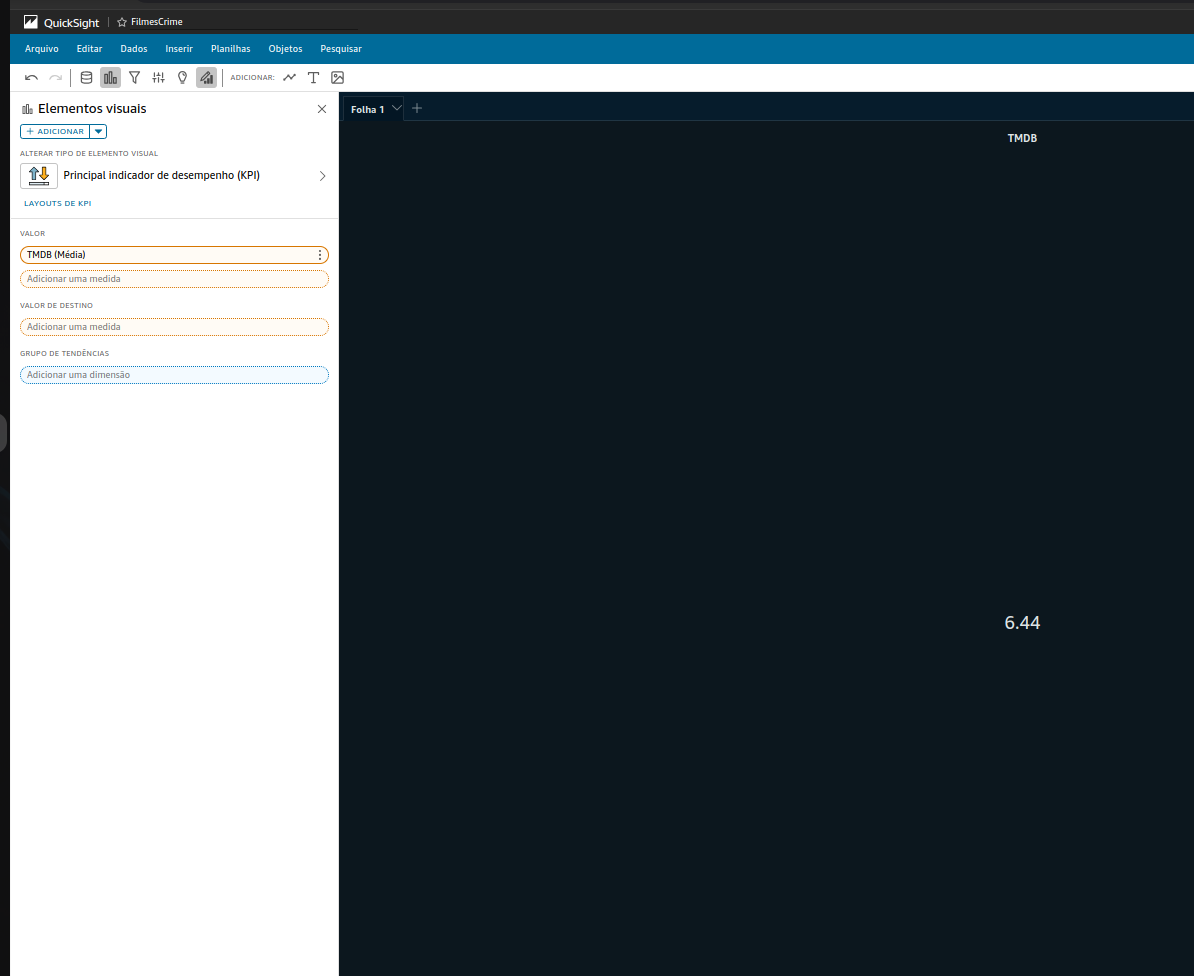 QuickSight FilmesCrime
Arquivo Editar Dados Inserir Planilhas Objetos Pesquisar
ADICIONAR:
Elementos visuais
+ ADICIONAR
ALTERAR TIPO DE ELEMENTO VISUAL
Principal indicador de desempenho (KPI)
LAYOUTS DE KPI
VALOR
TMDB (Média)
Adicionar uma medida
VALOR DE DESTINO
Adicionar uma medida
GRUPO DE TENDÊNCIAS
Adicionar uma dimensão
Folha 1
TMDB
6.44